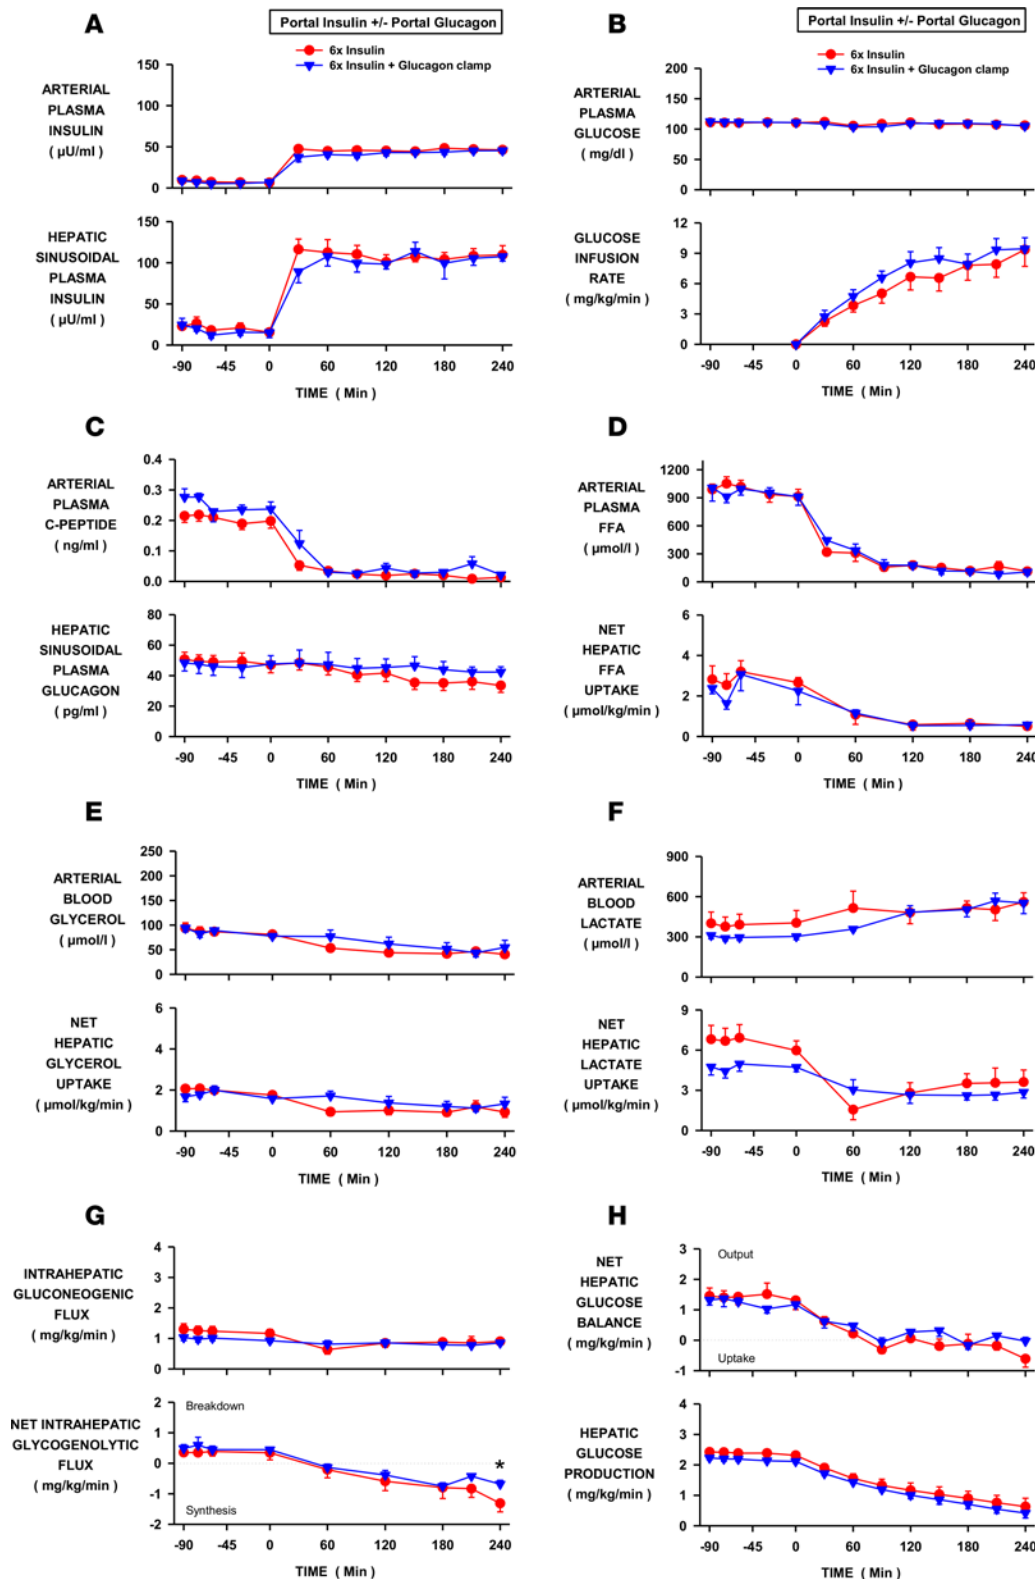 A
Portal Insulin +/- Portal Glucagon
6x Insulin
6x Insulin + Glucagon clamp
ARTERIAL
PLASMA
INSULIN
( µU/ml )
150
100
50
0
HEPATIC
SINUSOIDAL
PLASMA
INSULIN
( µU/ml )
150
100
50
0
-90 -45 0 60 120 180 240
TIME ( Min )
B
Portal Insulin +/- Portal Glucagon
6x Insulin
6x Insulin + Glucagon clamp
ARTERIAL
PLASMA
GLUCOSE
( mg/dl )
200
150
100
50
0
GLUCOSE
INFUSION
RATE
( mg/kg/min )
12
9
6
3
0
-90 -45 0 60 120 180 240
TIME ( Min )
C
ARTERIAL
PLASMA
C-PEPTIDE
( ng/ml )
0.4
0.3
0.2
0.1
0.0
HEPATIC
SINUSOIDAL
PLASMA
GLUCAGON
( pg/ml )
80
60
40
20
0
-90 -45 0 60 120 180 240
TIME ( Min )
D
ARTERIAL
PLASMA
FFA
( µmol/l )
1200
900
600
300
0
NET
HEPATIC
FFA
UPTAKE
( µmol/kg/min )
6
4
2
0
-90 -45 0 60 120 180 240
TIME ( Min )
E
ARTERIAL
BLOOD
GLYCEROL
( µmol/l )
250
200
150
100
50
0
NET
HEPATIC
GLYCEROL
UPTAKE
( µmol/kg/min )
6
4
2
0
-90 -45 0 60 120 180 240
TIME ( Min )
F
ARTERIAL
BLOOD
LACTATE
( µmol/l )
900
600
300
0
NET
HEPATIC
LACTATE
UPTAKE
( µmol/kg/min )
9
6
3
0
-90 -45 0 60 120 180 240
TIME ( Min )
G
INTRAHEPATIC
GLUCONEOGENIC
FLUX
( mg/kg/min )
4
3
2
1
0
NET INTRAHEPATIC
GLYCOGENOLYTIC
FLUX
( mg/kg/min )
2
1
0
-1
-2
Breakdown
*
Synthesis
-90 -45 0 60 120 180 240
TIME ( Min )
H
NET
HEPATIC
GLUCOSE
BALANCE
( mg/kg/min )
3
2
1
0
-1
Output
Uptake
HEPATIC
GLUCOSE
PRODUCTION
( mg/kg/min )
4
3
2
1
0
-90 -45 0 60 120 180 240
TIME ( Min )